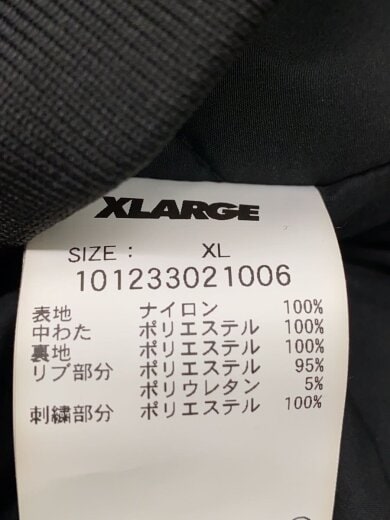 XLARGE
SIZE : XL
101233021006
表地 ナイロン 100%
中わた ポリエステル 100%
裏地 ポリエステル 100%
リブ部分 ポリエステル 95%
ポリウレタン 5%
刺繍部分 ポリエステル 100%